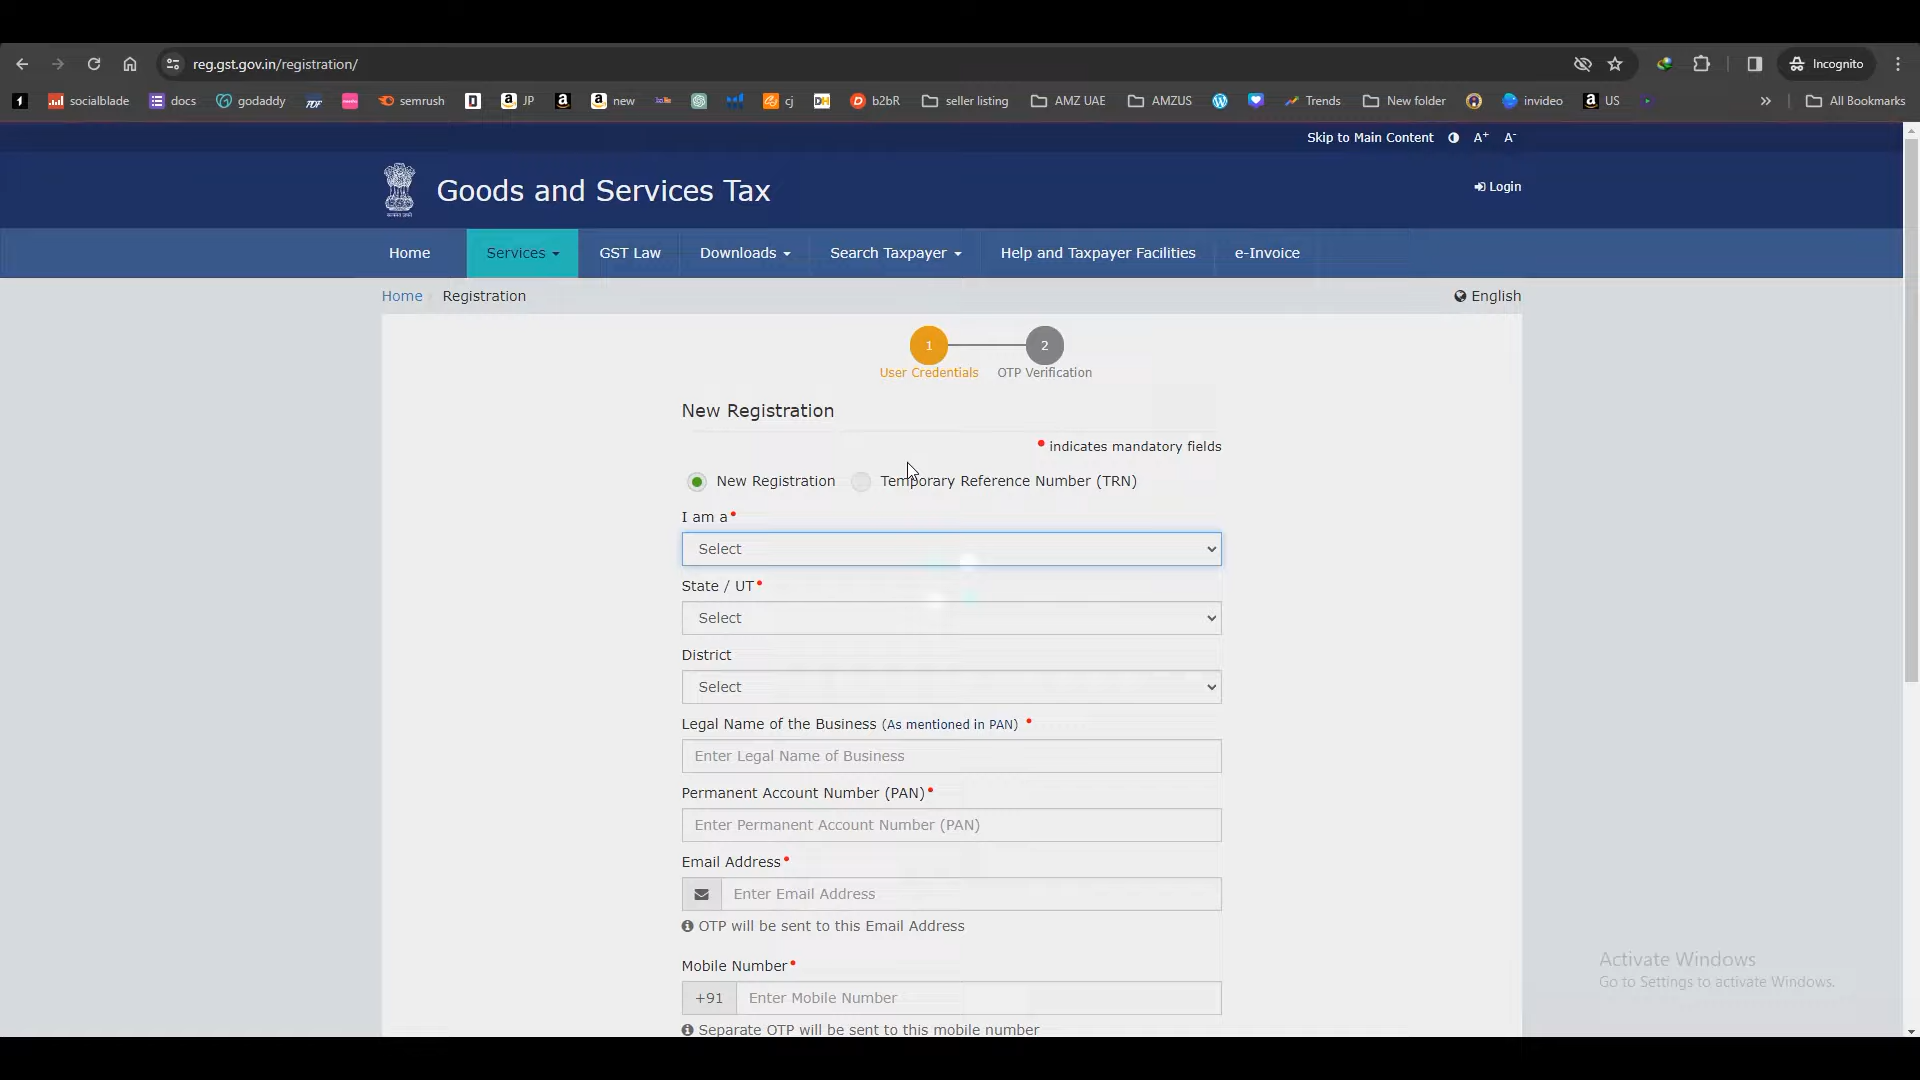 reg.gst.gov.in/registration/
Incognito
socialblade docs godaddy semrush JP new cj b2bR seller listing AMZ UAE AMZUS Trends New folder invideo US All Bookmarks
Skip to Main Content A+ A-
Goods and Services Tax
Login
Home Services GST Law Downloads Search Taxpayer Help and Taxpayer Facilities e-Invoice
Home Registration English
1 2
User Credentials OTP Verification
New Registration
• indicates mandatory fields
New Registration Temporary Reference Number (TRN)
I am a•
Select
State / UT•
Select
District
Select
Legal Name of the Business (As mentioned in PAN) •
Enter Legal Name of Business
Permanent Account Number (PAN)•
Enter Permanent Account Number (PAN)
Email Address•
Enter Email Address
OTP will be sent to this Email Address
Mobile Number•
+91 Enter Mobile Number
Separate OTP will be sent to this mobile number
Activate Windows
Go to Settings to activate Windows.